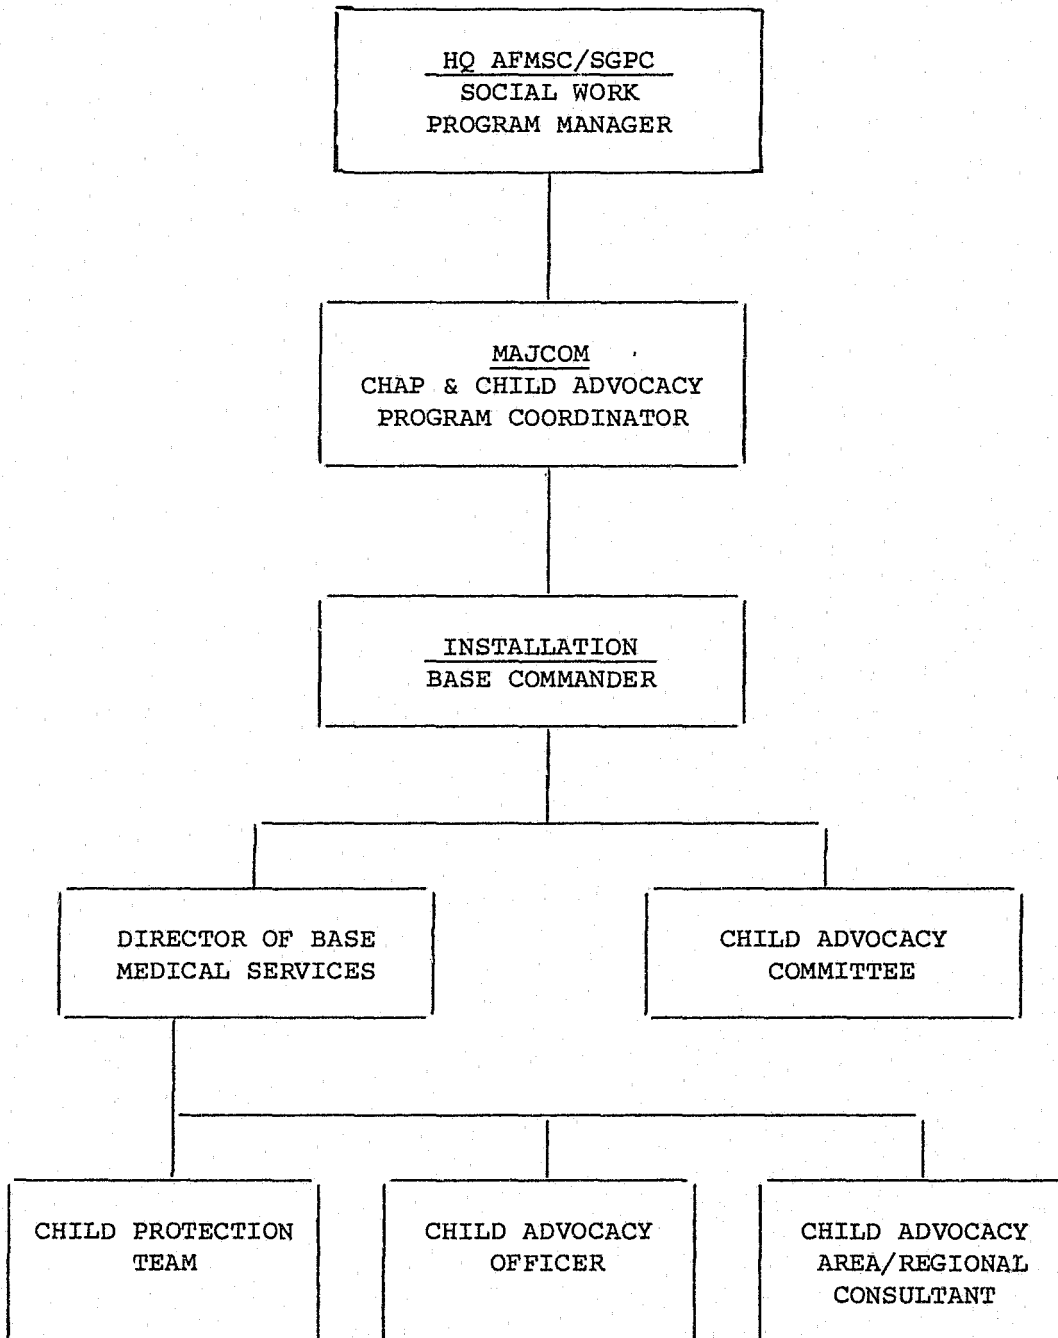 HQ AFMSC/SGPC
SOCIAL WORK
PROGRAM MANAGER
MAJCOM
CHAP & CHILD ADVOCACY
PROGRAM COORDINATOR
INSTALLATION
BASE COMMANDER
DIRECTOR OF BASE
MEDICAL SERVICES
CHILD ADVOCACY
COMMITTEE
CHILD PROTECTION
TEAM
CHILD ADVOCACY
OFFICER
CHILD ADVOCACY
AREA/REGIONAL
CONSULTANT